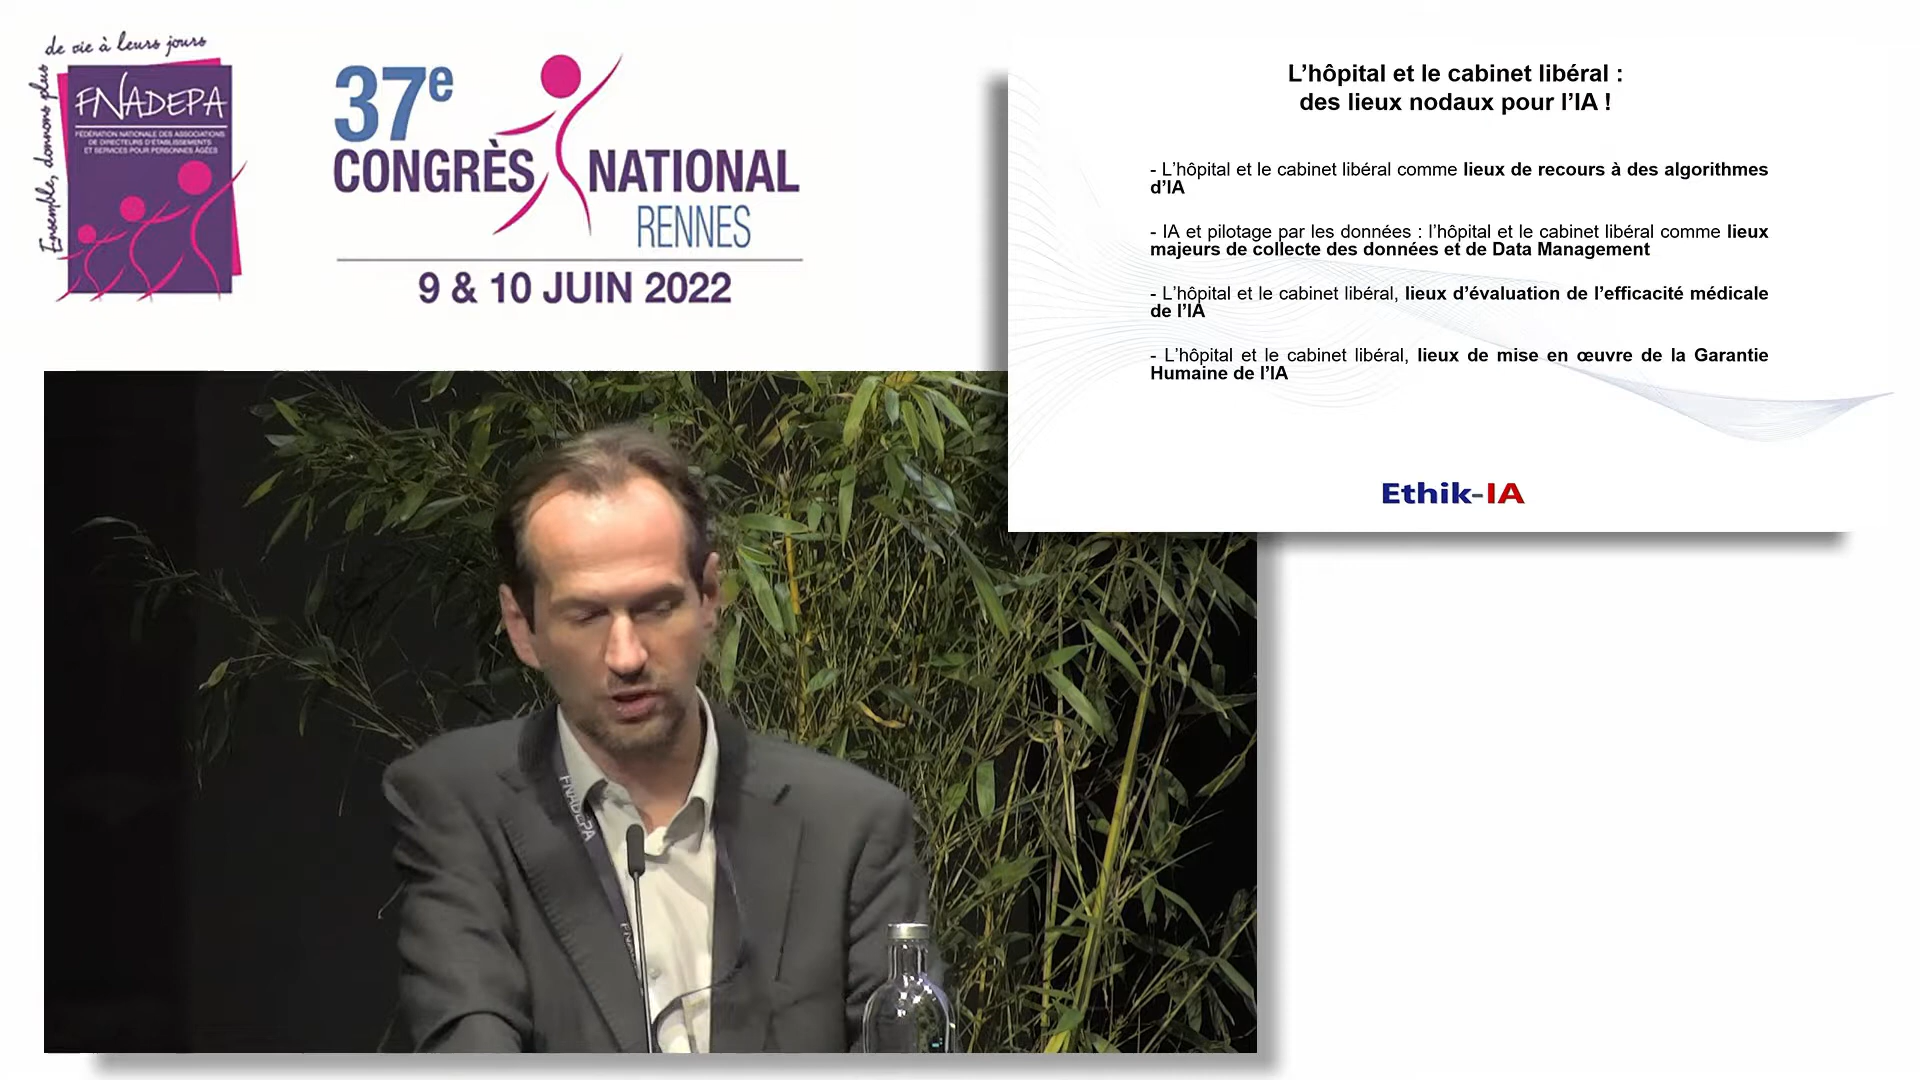 de vie à leurs jours
Ensemble, donnons plus
FNADEPA
FÉDÉRATION NATIONALE DES ASSOCIATIONS
DE DIRECTEURS D'ÉTABLISSEMENTS
ET SERVICES POUR PERSONNES ÂGÉES
37e
CONGRÈS NATIONAL
RENNES
9 & 10 JUIN 2022
L’hôpital et le cabinet libéral :
des lieux nodaux pour l’IA !
- L’hôpital et le cabinet libéral comme lieux de recours à des algorithmes
d’IA
- IA et pilotage par les données : l’hôpital et le cabinet libéral comme lieux
majeurs de collecte des données et de Data Management
- L’hôpital et le cabinet libéral, lieux d’évaluation de l’efficacité médicale
de l’IA
- L’hôpital et le cabinet libéral, lieux de mise en œuvre de la Garantie
Humaine de l’IA
Ethik-IA
FNADEPA